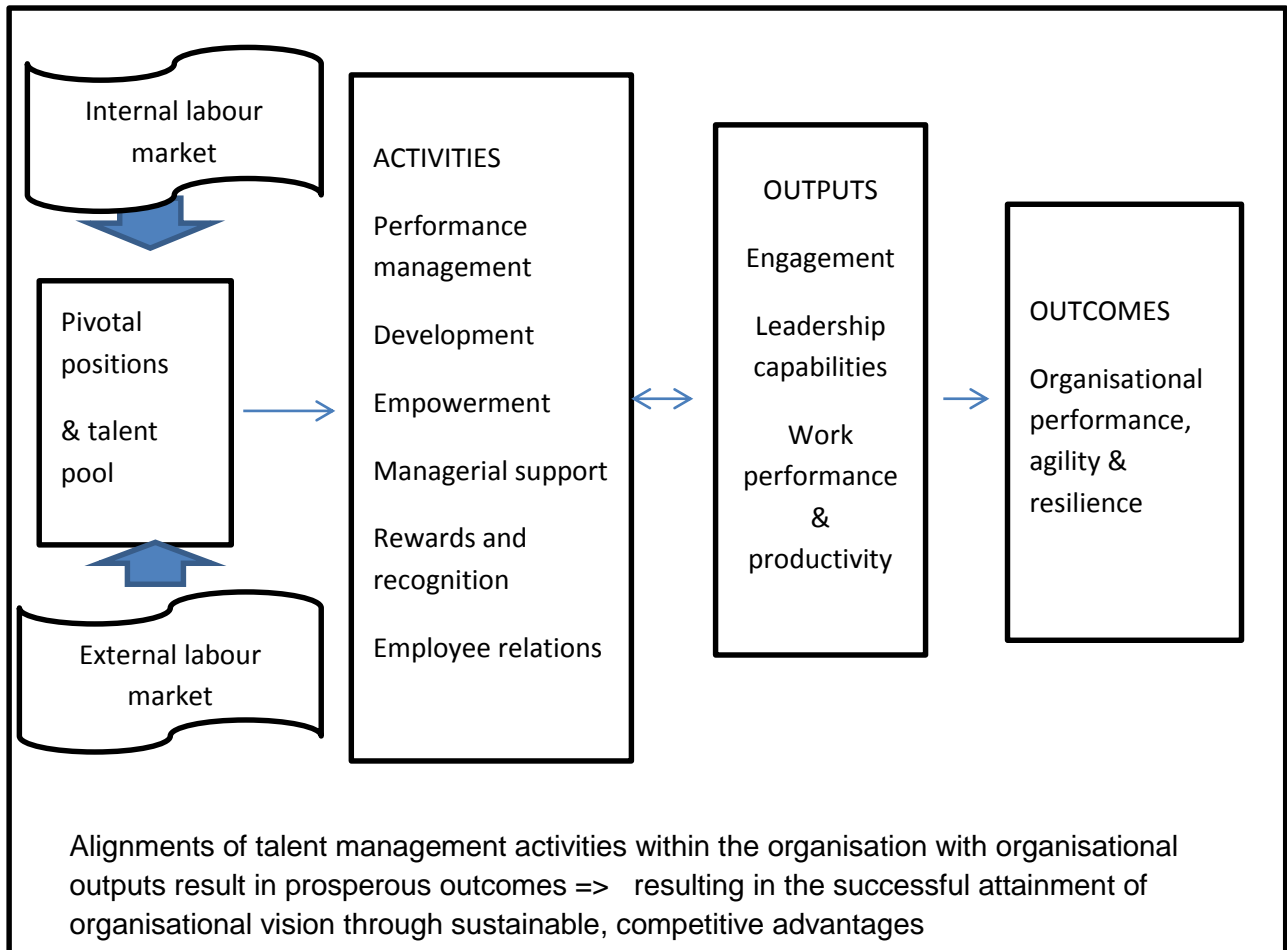 Internal labour
market
Pivotal
positions
& talent
pool
External labour
market
ACTIVITIES
Performance
management
Development
Empowerment
Managerial support
Rewards and
recognition
Employee relations
OUTPUTS
Engagement
Leadership
capabilities
Work
performance
&
productivity
OUTCOMES
Organisational
performance,
agility &
resilience
Alignments of talent management activities within the organisation with organisational
outputs result in prosperous outcomes => resulting in the successful attainment of
organisational vision through sustainable, competitive advantages